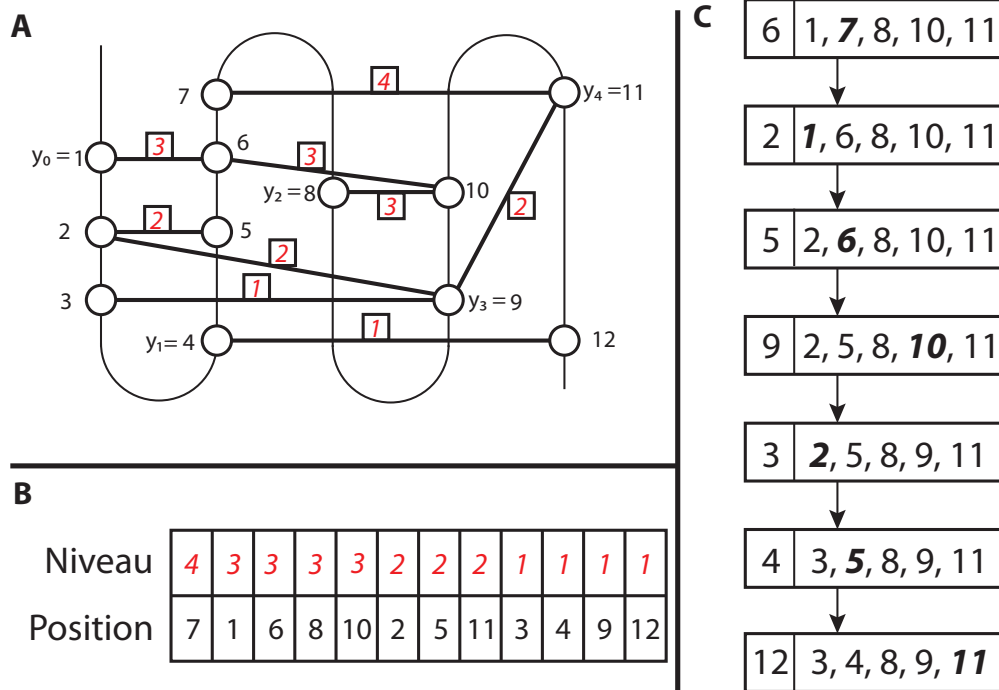 A
4
7
y₄ =11
3
6
y₀ = 1
3
y₂ = 8
10
3
2
2
2
5
2
3
1
y₃ = 9
y₁= 4
1
12
B
Niveau 4 3 3 3 3 2 2 2 1 1 1 1
Position 7 1 6 8 10 2 5 11 3 4 9 12
C
6 1, 7, 8, 10, 11
2 1, 6, 8, 10, 11
5 2, 6, 8, 10, 11
9 2, 5, 8, 10, 11
3 2, 5, 8, 9, 11
4 3, 5, 8, 9, 11
12 3, 4, 8, 9, 11